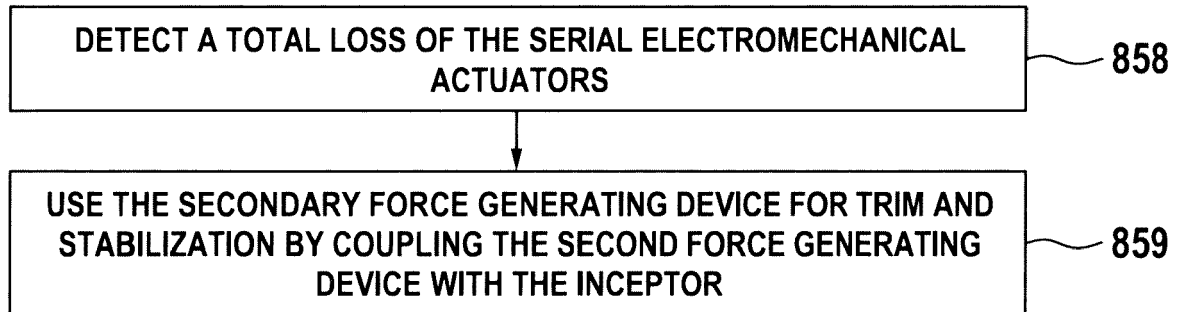 DETECT A TOTAL LOSS OF THE SERIAL ELECTROMECHANICAL
ACTUATORS
858
USE THE SECONDARY FORCE GENERATING DEVICE FOR TRIM AND
STABILIZATION BY COUPLING THE SECOND FORCE GENERATING
DEVICE WITH THE INCEPTOR
859